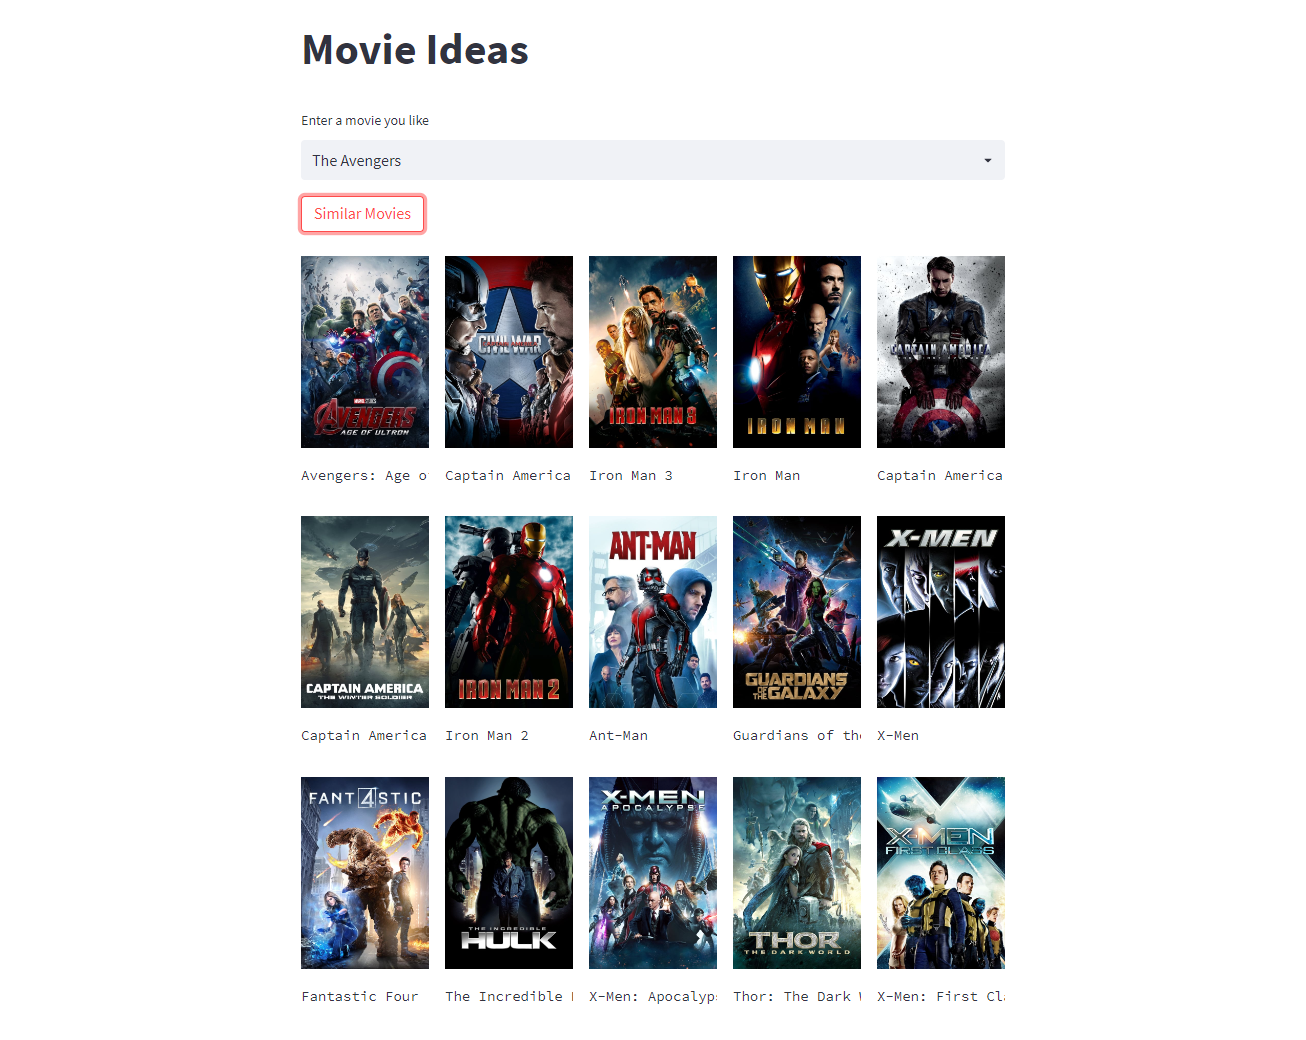 Movie Ideas
Enter a movie you like
The Avengers
Similar Movies
MARVEL STUDIOS
AVENGERS
AGE OF ULTRON
CIVIL WAR
IRON MAN 3
IRON MAN
CAPTAIN AMERICA
Avengers: Age o
Captain America
Iron Man 3
Iron Man
Captain America
CAPTAIN AMERICA
THE WINTER SOLDIER
IRON MAN 2
ANT-MAN
GUARDIANS
OF THE
GALAXY
X-MEN
Captain America
Iron Man 2
Ant-Man
Guardians of the
X-Men
FANT4STIC
THE INCREDIBLE
HULK
X-MEN
APOCALYPSE
THOR
THE DARK WORLD
X-MEN
FIRST CLASS
Fantastic Four
The Incredible
X-Men: Apocalyp
Thor: The Dark
X-Men: First Cl